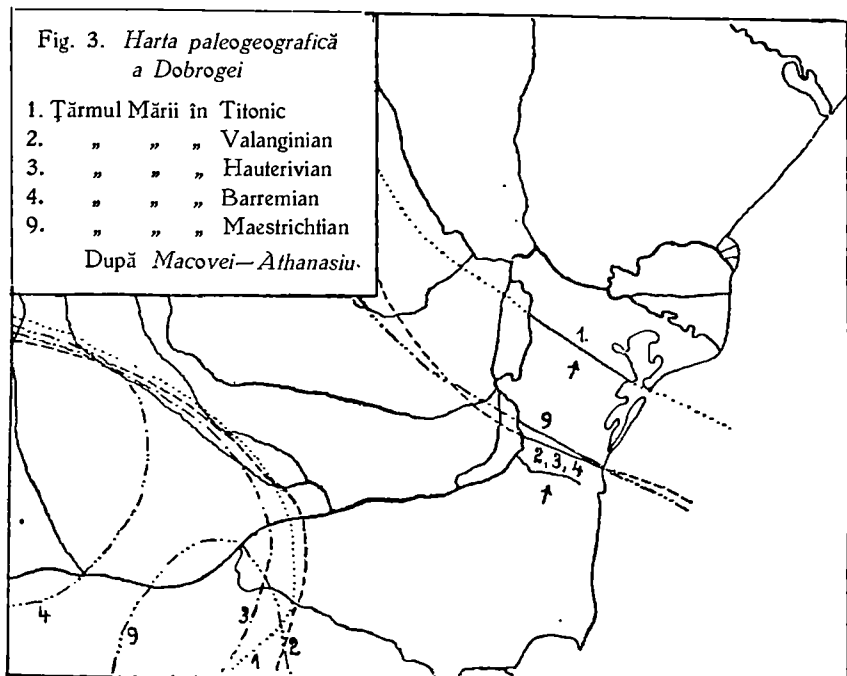 Fig. 3. Harta paleogeografică
a Dobrogei
1. Țărmul Mării în Titonic
2. „ „ „ Valanginian
3. „ „ „ Hauterivian
4. „ „ „ Barremian
9. „ „ „ Maestrichtian
După Macovei—Athanasiu.
1.
9
2, 3, 4
4
9
3.
1
2